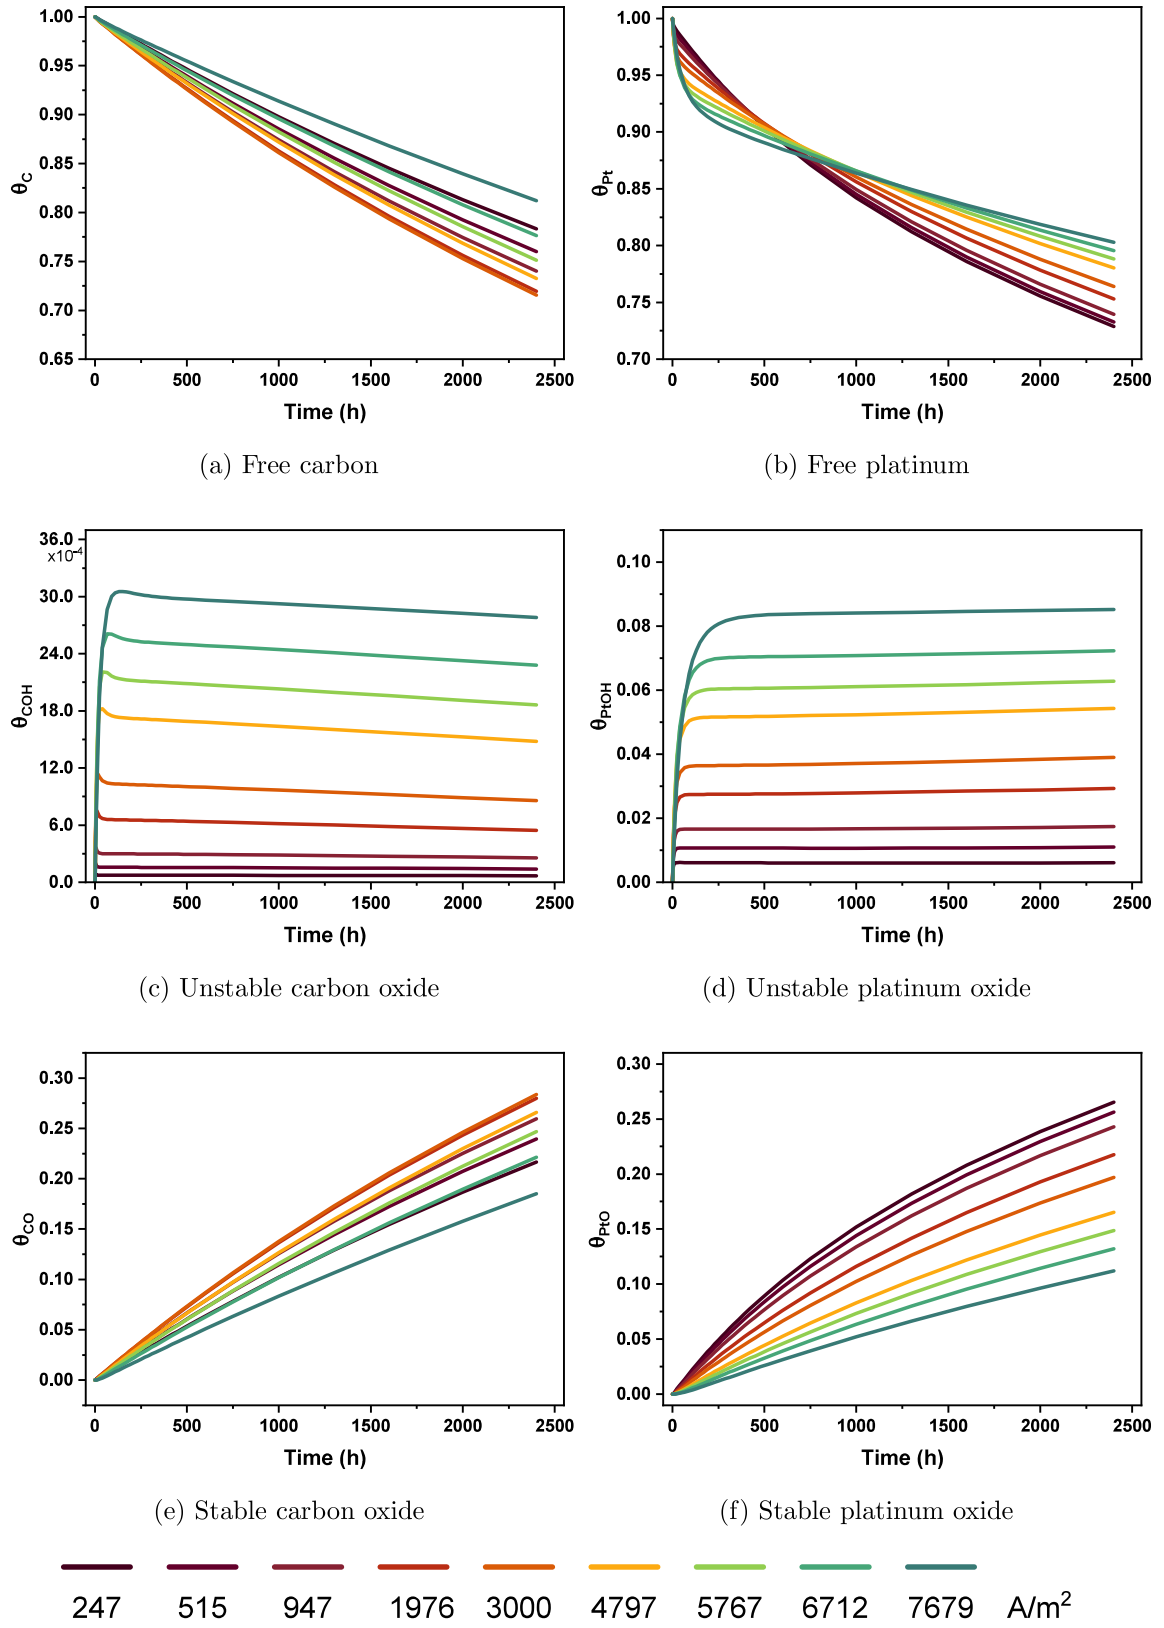 1.00
0.95
0.90
0.85
0.80
0.75
0.70
0.65
θC
0 500 1000 1500 2000 2500
Time (h)
(a) Free carbon
1.00
0.95
0.90
0.85
0.80
0.75
0.70
θPt
0 500 1000 1500 2000 2500
Time (h)
(b) Free platinum
36.0
x10⁻⁴
30.0
24.0
18.0
12.0
6.0
0.0
θCOH
0 500 1000 1500 2000 2500
Time (h)
(c) Unstable carbon oxide
0.10
0.08
0.06
0.04
0.02
0.00
θPtOH
0 500 1000 1500 2000 2500
Time (h)
(d) Unstable platinum oxide
0.30
0.25
0.20
0.15
0.10
0.05
0.00
θCO
0 500 1000 1500 2000 2500
Time (h)
(e) Stable carbon oxide
0.30
0.25
0.20
0.15
0.10
0.05
0.00
θPtO
0 500 1000 1500 2000 2500
Time (h)
(f) Stable platinum oxide
247 515 947 1976 3000 4797 5767 6712 7679 A/m²